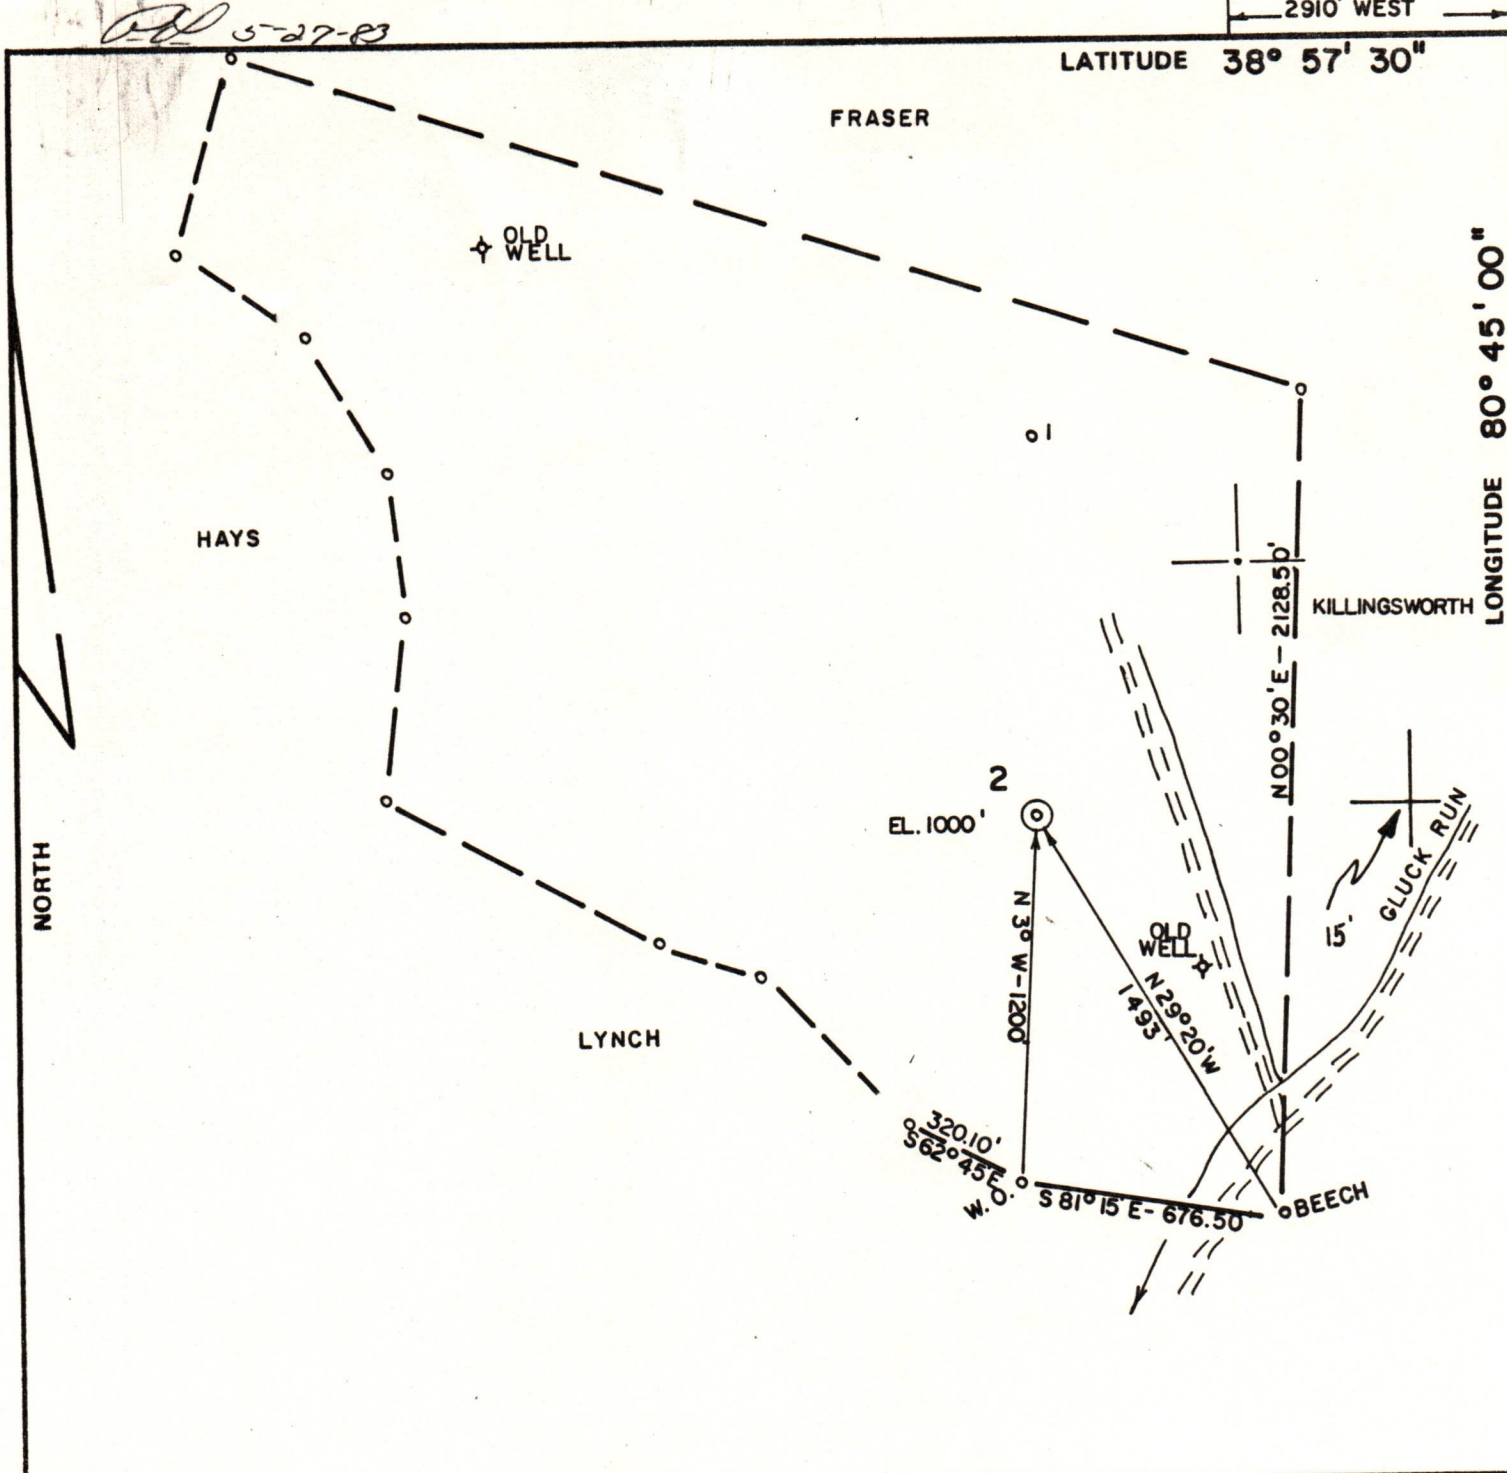 5-27-83
2910' WEST
LATITUDE 38° 57' 30"
FRASER
OLD
WELL
LONGITUDE 80° 45' 00"
1
HAYS
N00°30'E-2128.50'
KILLINGSWORTH
2
EL. 1000'
NORTH
GLUCK RUN
15'
N 3° W-1200'
OLD
WELL
N 29° 20' W
1493'
LYNCH
320.10'
S 62° 45' E
W. O.
S 81° 15' E- 676.50'
BEECH